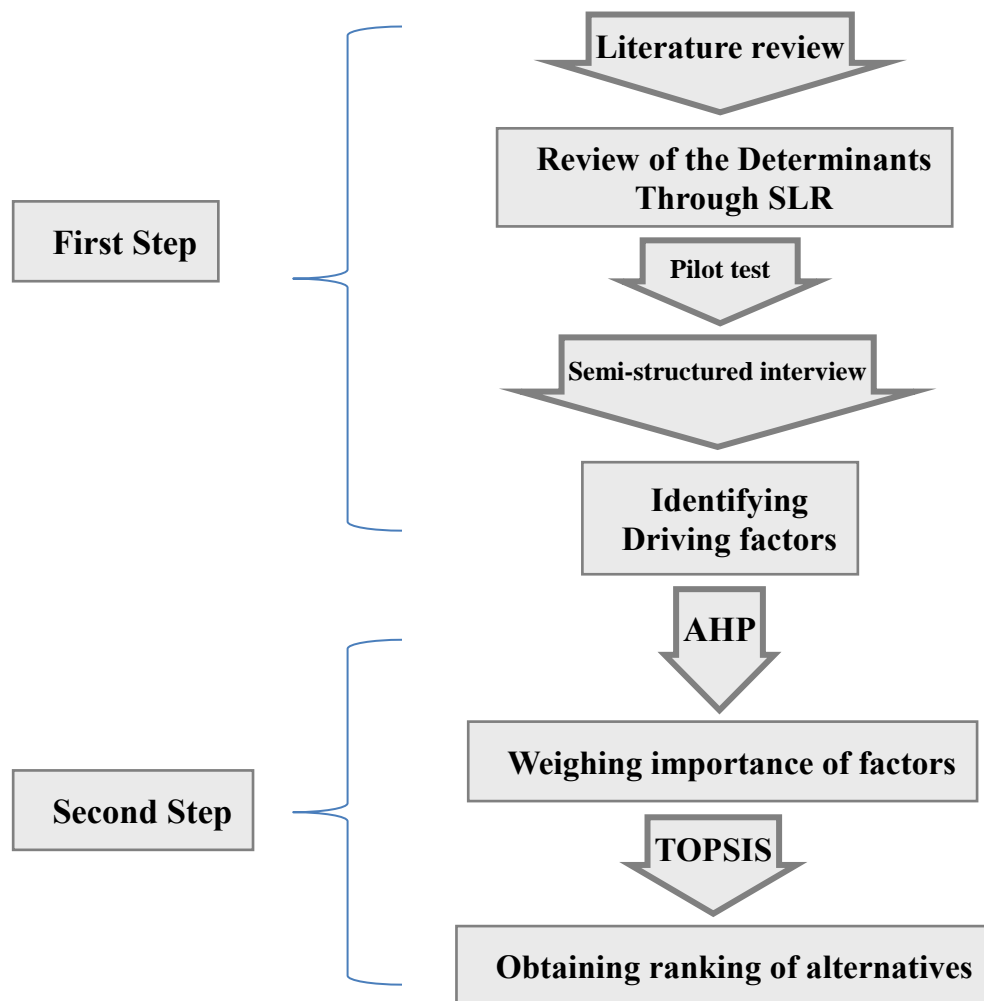 Literature review
Review of the Determinants
Through SLR
First Step
Pilot test
Semi-structured interview
Identifying
Driving factors
AHP
Weighing importance of factors
Second Step
TOPSIS
Obtaining ranking of alternatives